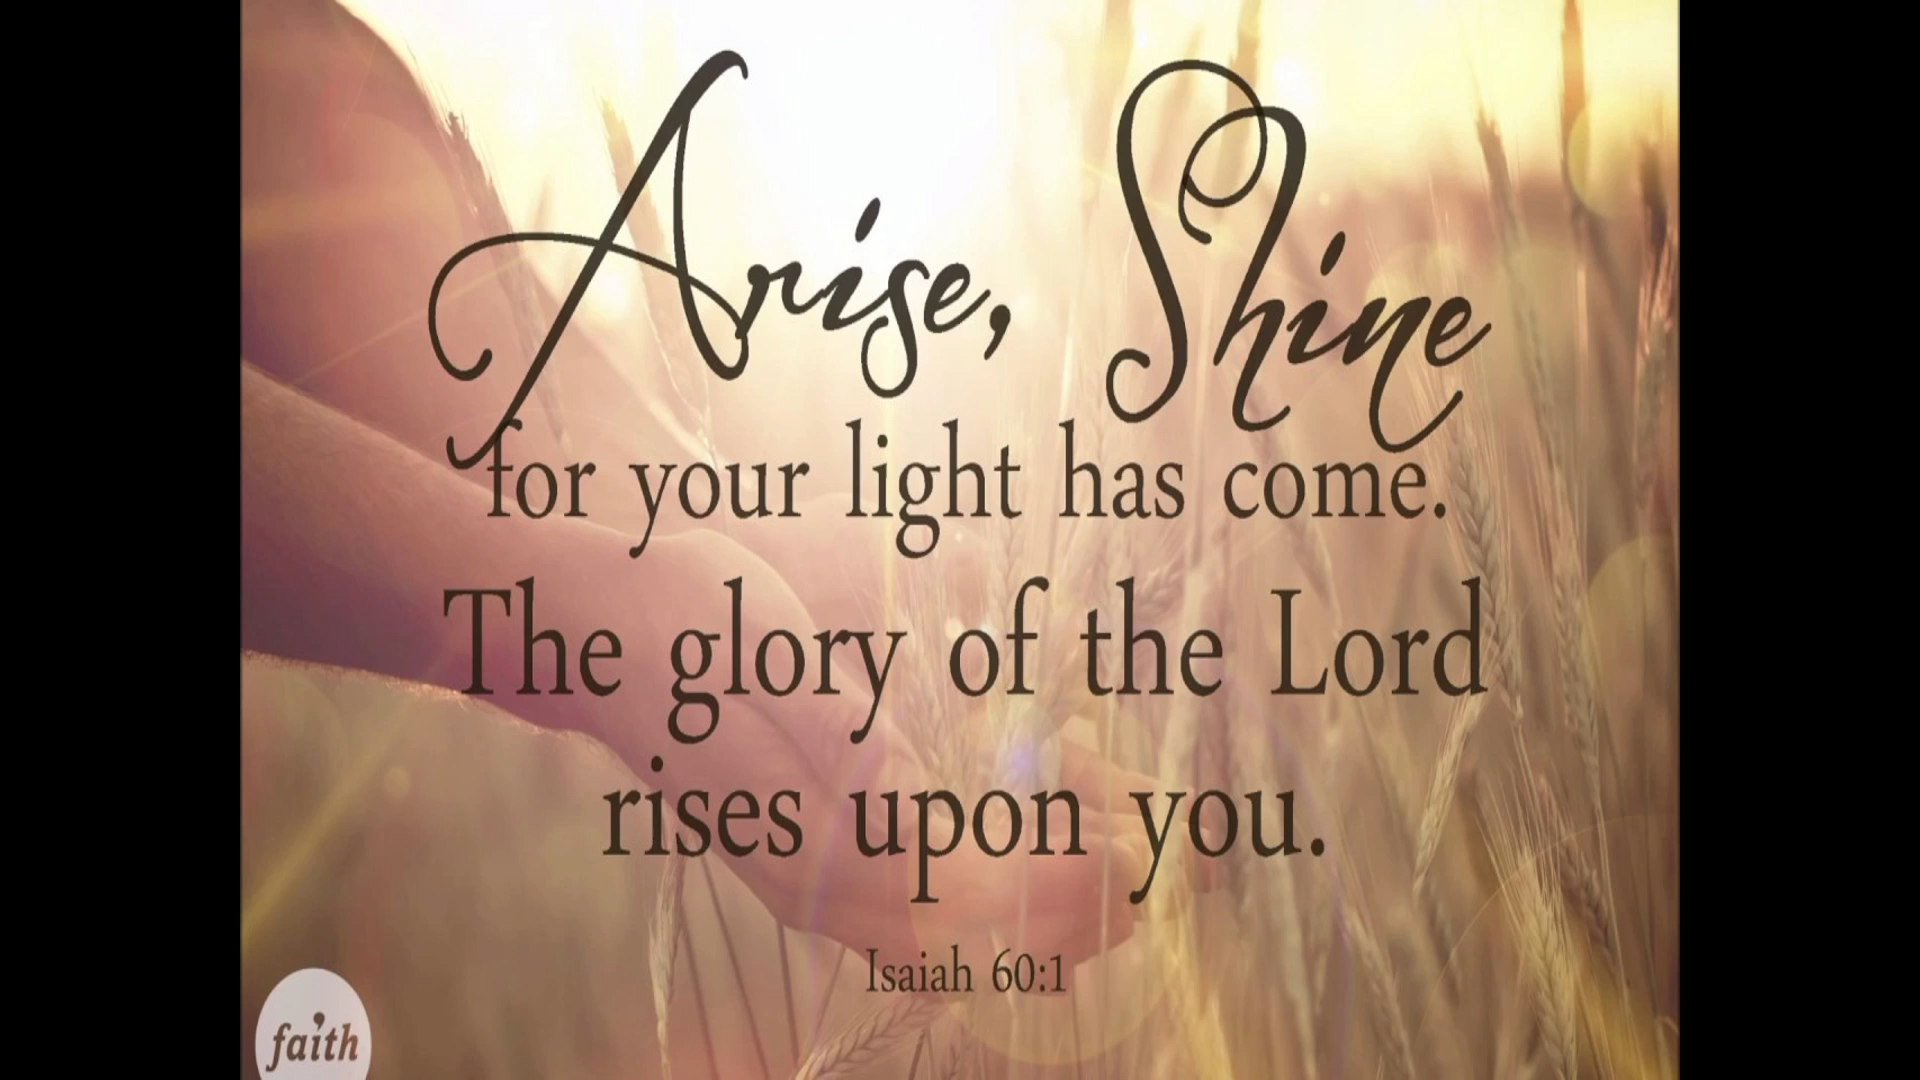 Arise, Shine
for your light has come.
The glory of the Lord
rises upon you.
Isaiah 60:1
faith